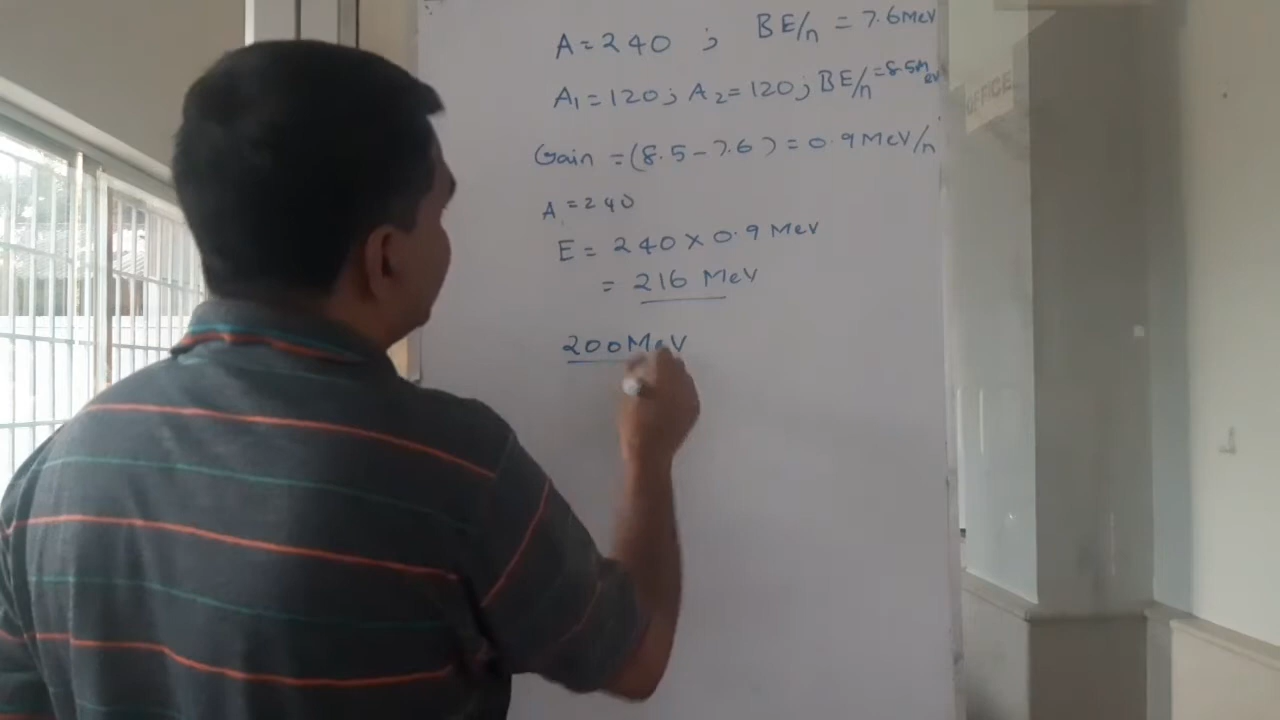 A = 240 ; BE/n = 7.6 MeV
A₁ = 120 ; A₂ = 120 ; BE/n = 8.5 MeV
Gain = (8.5 - 7.6) = 0.9 MeV/n
A = 240
E = 240 × 0.9 MeV
= 216 MeV
200 MeV
OFFICE